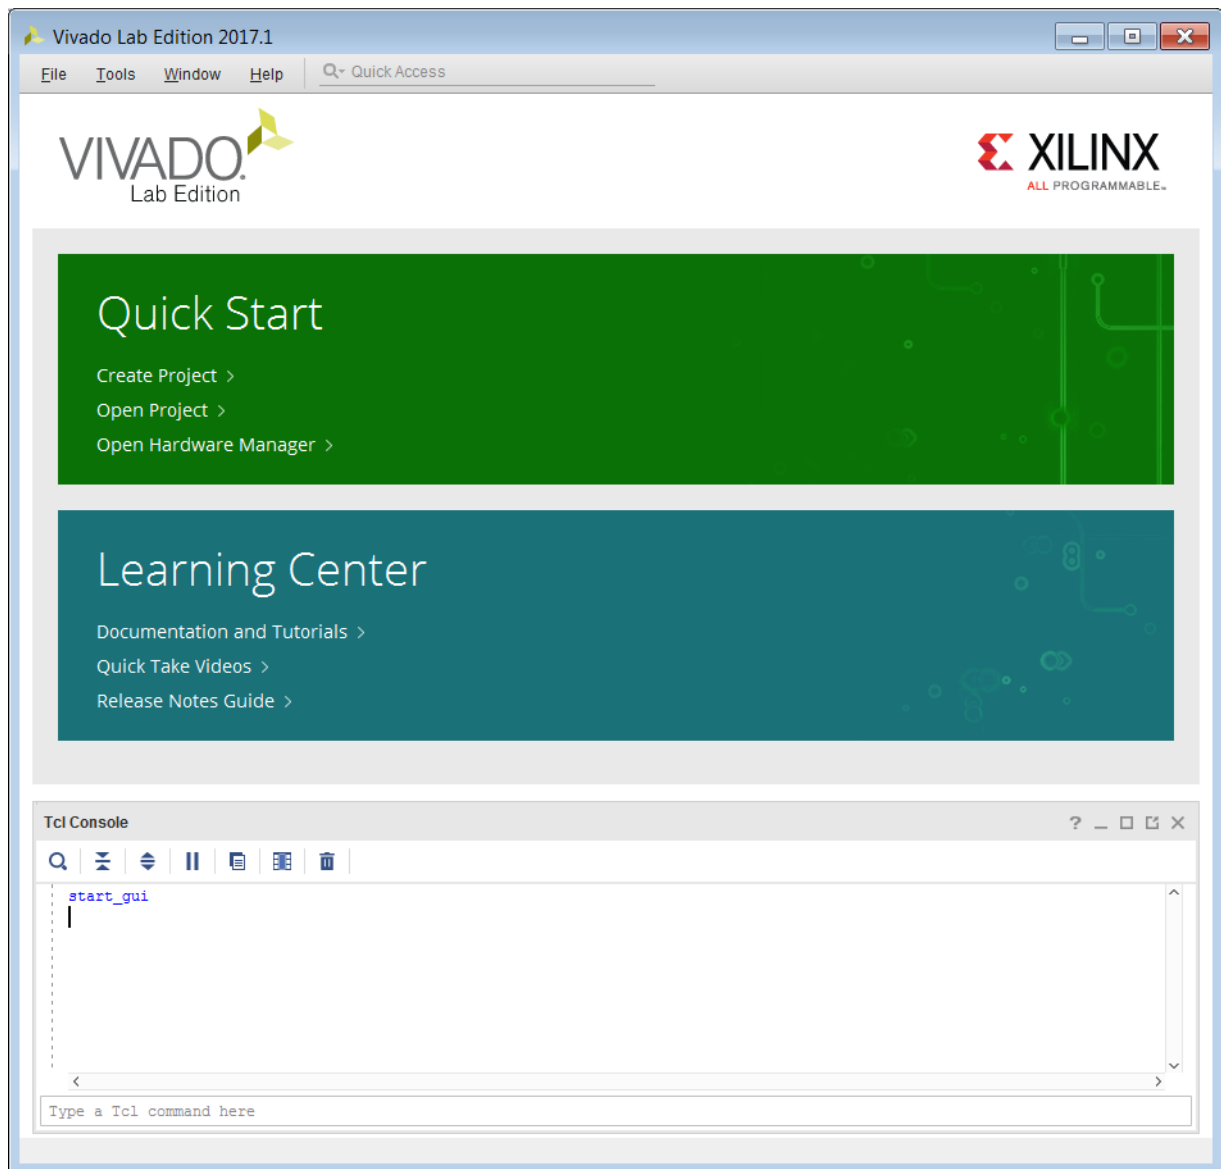 Vivado Lab Edition 2017.1
File Tools Window Help Quick Access
VIVADO.
Lab Edition
XILINX
ALL PROGRAMMABLE™
Quick Start
Create Project >
Open Project >
Open Hardware Manager >
Learning Center
Documentation and Tutorials >
Quick Take Videos >
Release Notes Guide >
Tcl Console
start_gui
Type a Tcl command here